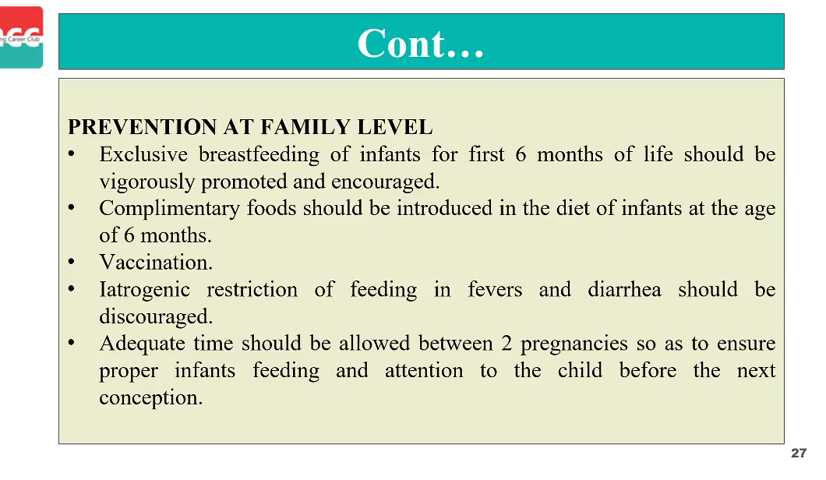 ng Career Club
Cont…
PREVENTION AT FAMILY LEVEL
• Exclusive breastfeeding of infants for first 6 months of life should be
vigorously promoted and encouraged.
• Complimentary foods should be introduced in the diet of infants at the age
of 6 months.
• Vaccination.
• Iatrogenic restriction of feeding in fevers and diarrhea should be
discouraged.
• Adequate time should be allowed between 2 pregnancies so as to ensure
proper infants feeding and attention to the child before the next
conception.
27